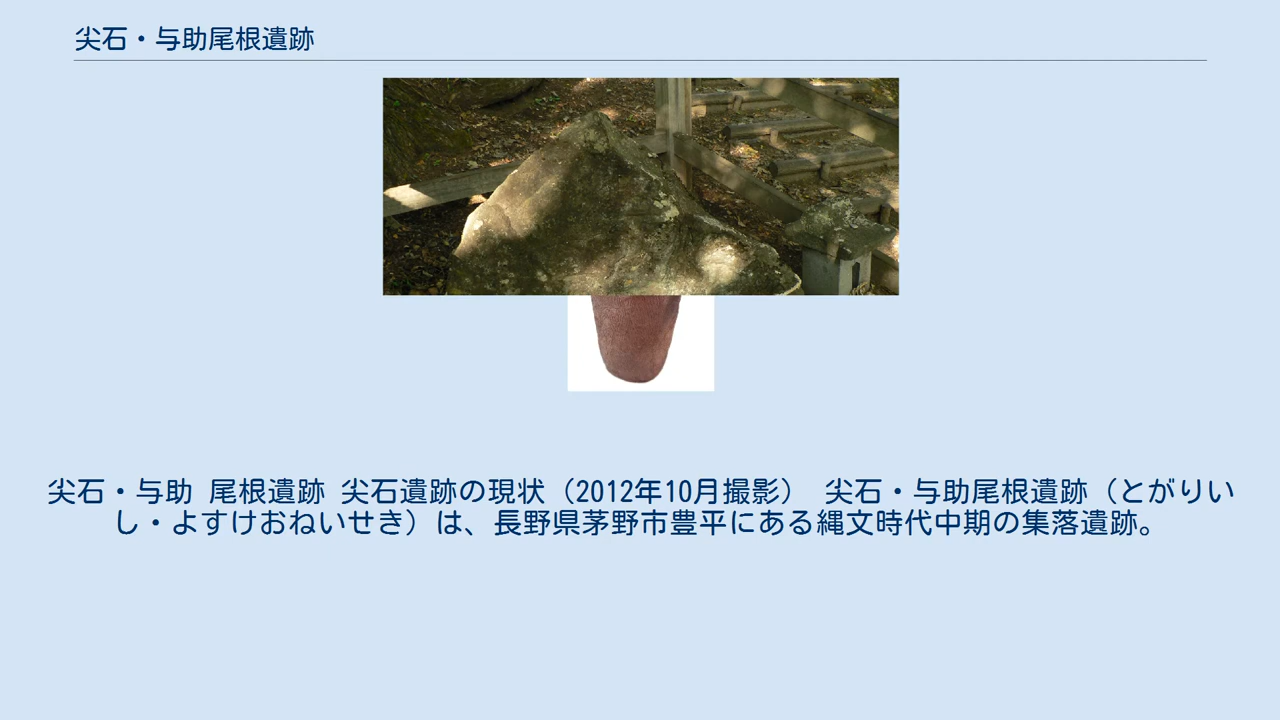 尖石・与助尾根遺跡
尖石・与助 尾根遺跡 尖石遺跡の現状（2012年10月撮影） 尖石・与助尾根遺跡（とがりい
し・よすけおねいせき）は、長野県茅野市豊平にある縄文時代中期の集落遺跡。